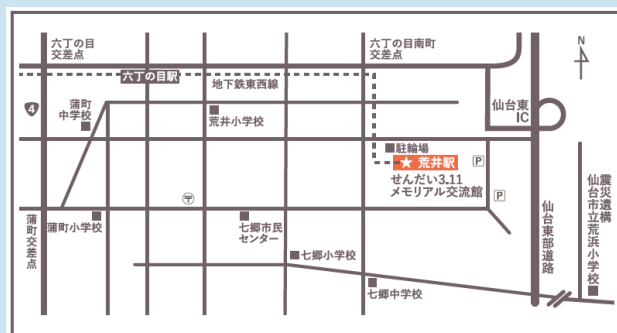 六丁の目
交差点
六丁の目南町
交差点
N
六丁の目駅
地下鉄東西線
4
蒲町
中学校
荒井小学校
仙台東
IC
駐輪場
★ 荒井駅
P
せんだい3.11
メモリアル交流館
P
〒
蒲町交差点
蒲町小学校
七郷市民
センター
七郷小学校
七郷中学校
仙台東部道路
震災遺構
仙台市立荒浜小学校